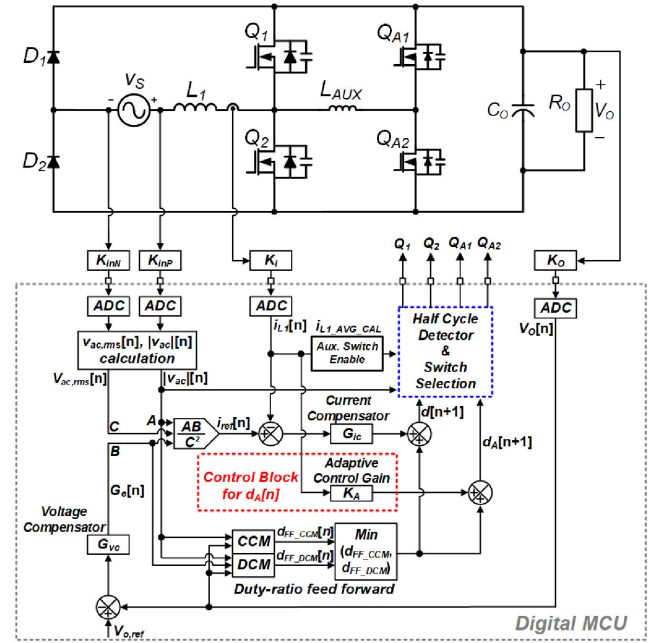 Q1
QA1
D1
vS
L1
LAUX
- +
CO
RO
+
VO
−
D2
Q2
QA2
KinN
KinP
Ki
Q1 Q2 QA1 QA2
KO
ADC
ADC
ADC
ADC
vac,rms[n], |vac|[n]
calculation
iL1[n]
iL1_AVG_CAL
Aux. Switch
Enable
Half Cycle
Detector
&
Switch
Selection
VO[n]
Vac,rms[n]
|vac|[n]
C
A
B
AB
C2
iref[n]
Current
Compensator
Gic
d[n+1]
dA[n+1]
Ge[n]
Control Block
for dA[n]
Adaptive
Control Gain
KA
Voltage
Compensator
Gvc
CCM
DCM
dFF_CCM[n]
dFF_DCM[n]
Min
(dFF_CCM,
dFF_DCM)
Duty-ratio feed forward
Vo,ref
Digital MCU